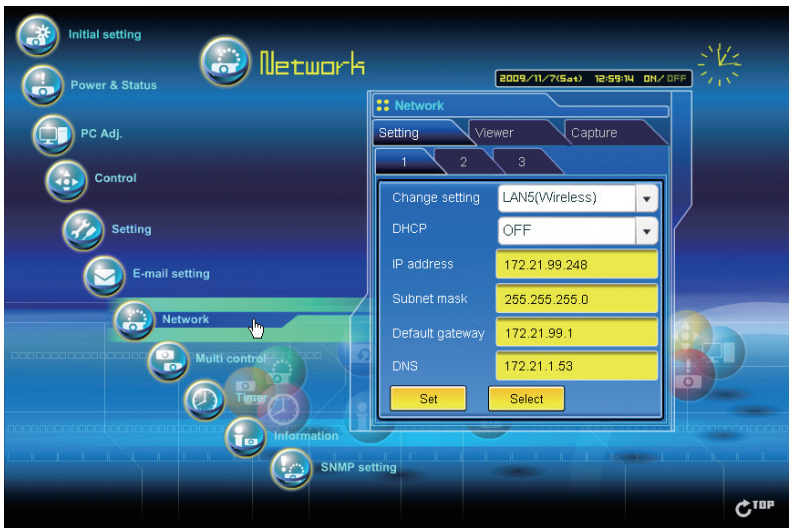 Initial setting
Power & Status
PC Adj.
Control
Setting
E-mail setting
Network
Multi control
Timer
Information
SNMP setting
Network
2009/11/7(Sat) 12:59:14 ON/OFF
Network
Setting Viewer Capture
1 2 3
Change setting LAN5(Wireless)
DHCP OFF
IP address 172.21.99.248
Subnet mask 255.255.255.0
Default gateway 172.21.99.1
DNS 172.21.1.53
Set Select
TOP